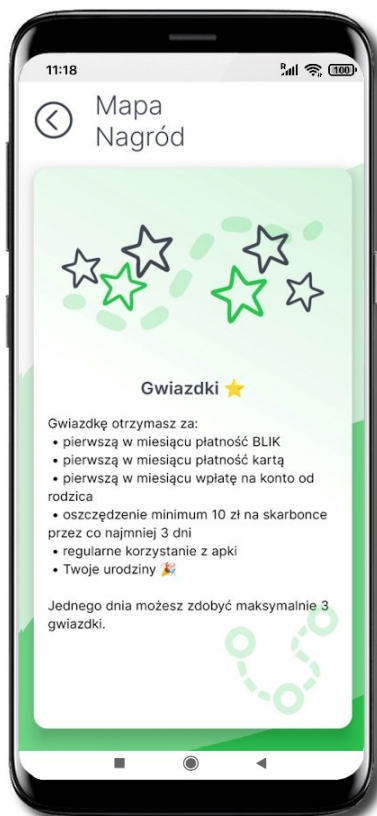 11:18
R
100
Mapa
Nagród
Gwiazdki ⭐
Gwiazdkę otrzymasz za:
• pierwszą w miesiącu płatność BLIK
• pierwszą w miesiącu płatność kartą
• pierwszą w miesiącu wpłatę na konto od
rodzica
• oszczędzenie minimum 10 zł na skarbonce
przez co najmniej 3 dni
• regularne korzystanie z apki
• Twoje urodziny 🎉
Jednego dnia możesz zdobyć maksymalnie 3
gwiazdki.